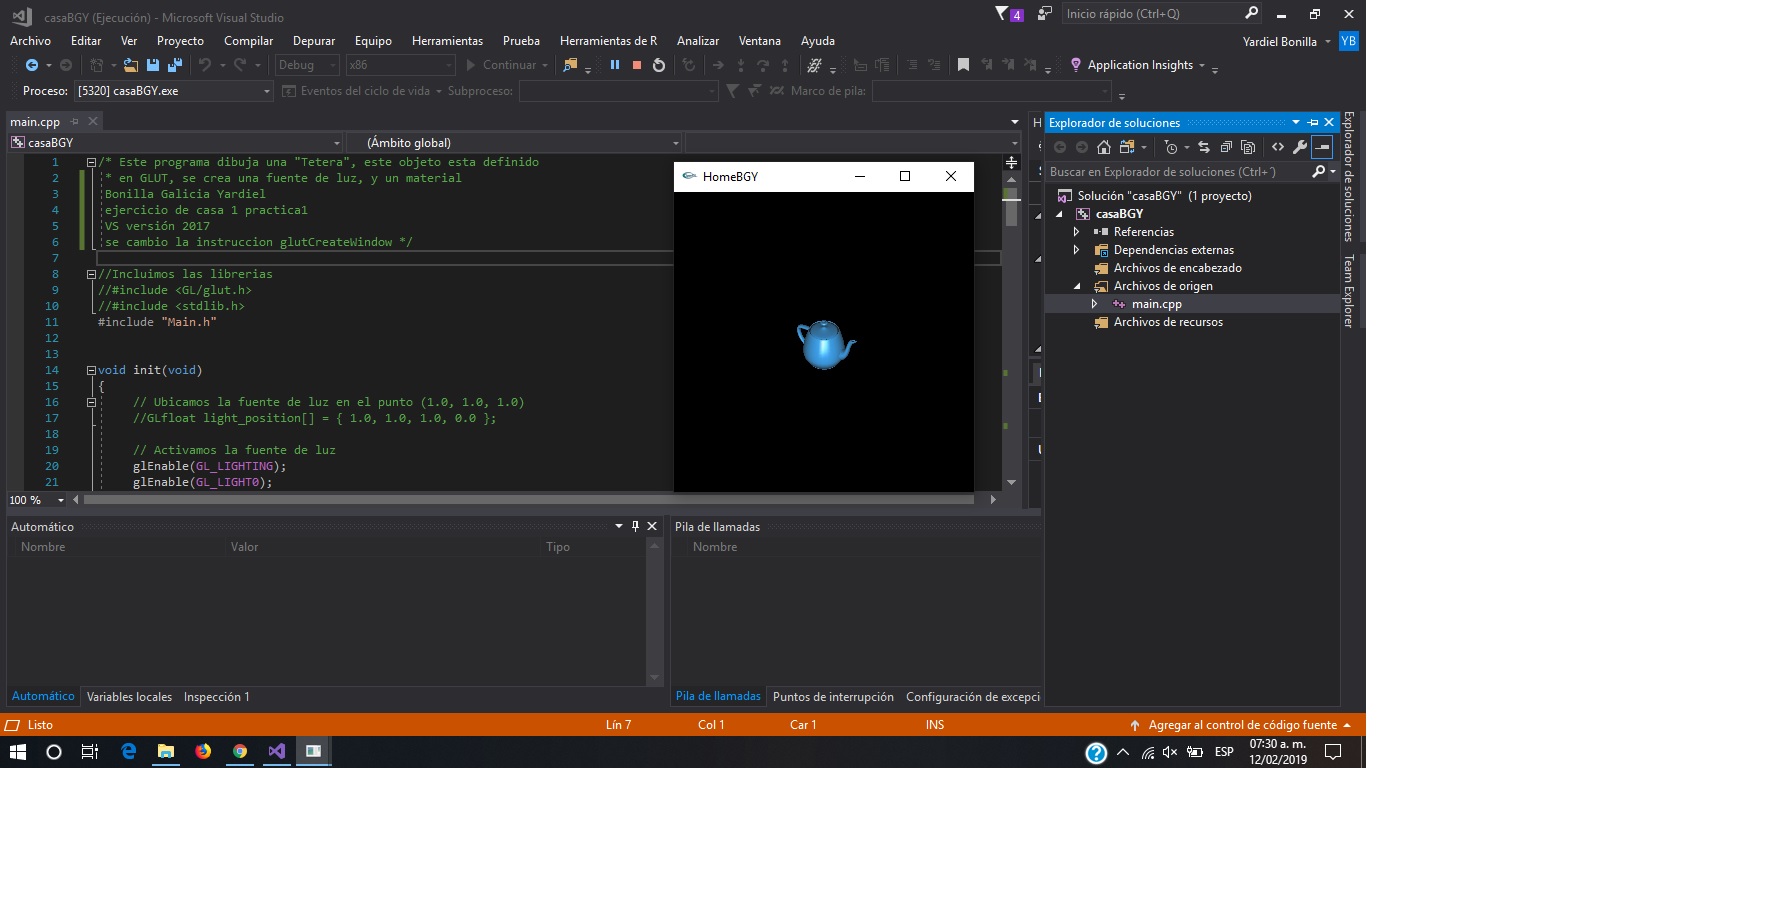 casaBGY (Ejecución) - Microsoft Visual Studio
4
Inicio rápido (Ctrl+Q)
Archivo Editar Ver Proyecto Compilar Depurar Equipo Herramientas Prueba Herramientas de R Analizar Ventana Ayuda
Yardiel Bonilla YB
Debug x86 Continuar Application Insights
Proceso: [5320] casaBGY.exe Eventos del ciclo de vida Subproceso: Marco de pila:
main.cpp
casaBGY (Ámbito global)
1 /* Este programa dibuja una "Tetera", este objeto esta definido
2 * en GLUT, se crea una fuente de luz, y un material
3 Bonilla Galicia Yardiel
4 ejercicio de casa 1 practica1
5 VS versión 2017
6 se cambio la instruccion glutCreateWindow */
7
8 //Incluimos las librerias
9 //#include <GL/glut.h>
10 //#include <stdlib.h>
11 #include "Main.h"
12
13
14 void init(void)
15 {
16 // Ubicamos la fuente de luz en el punto (1.0, 1.0, 1.0)
17 //GLfloat light_position[] = { 1.0, 1.0, 1.0, 0.0 };
18
19 // Activamos la fuente de luz
20 glEnable(GL_LIGHTING);
21 glEnable(GL_LIGHT0);
100 %
HomeBGY
Explorador de soluciones
Buscar en Explorador de soluciones (Ctrl+´)
Solución "casaBGY" (1 proyecto)
casaBGY
Referencias
Dependencias externas
Archivos de encabezado
Archivos de origen
main.cpp
Archivos de recursos
Explorador de soluciones
Team Explorer
Automático
Nombre Valor Tipo
Automático Variables locales Inspección 1
Pila de llamadas
Nombre
Pila de llamadas Puntos de interrupción Configuración de excepci
Listo Lín 7 Col 1 Car 1 INS Agregar al control de código fuente
ESP
07:30 a. m.
12/02/2019